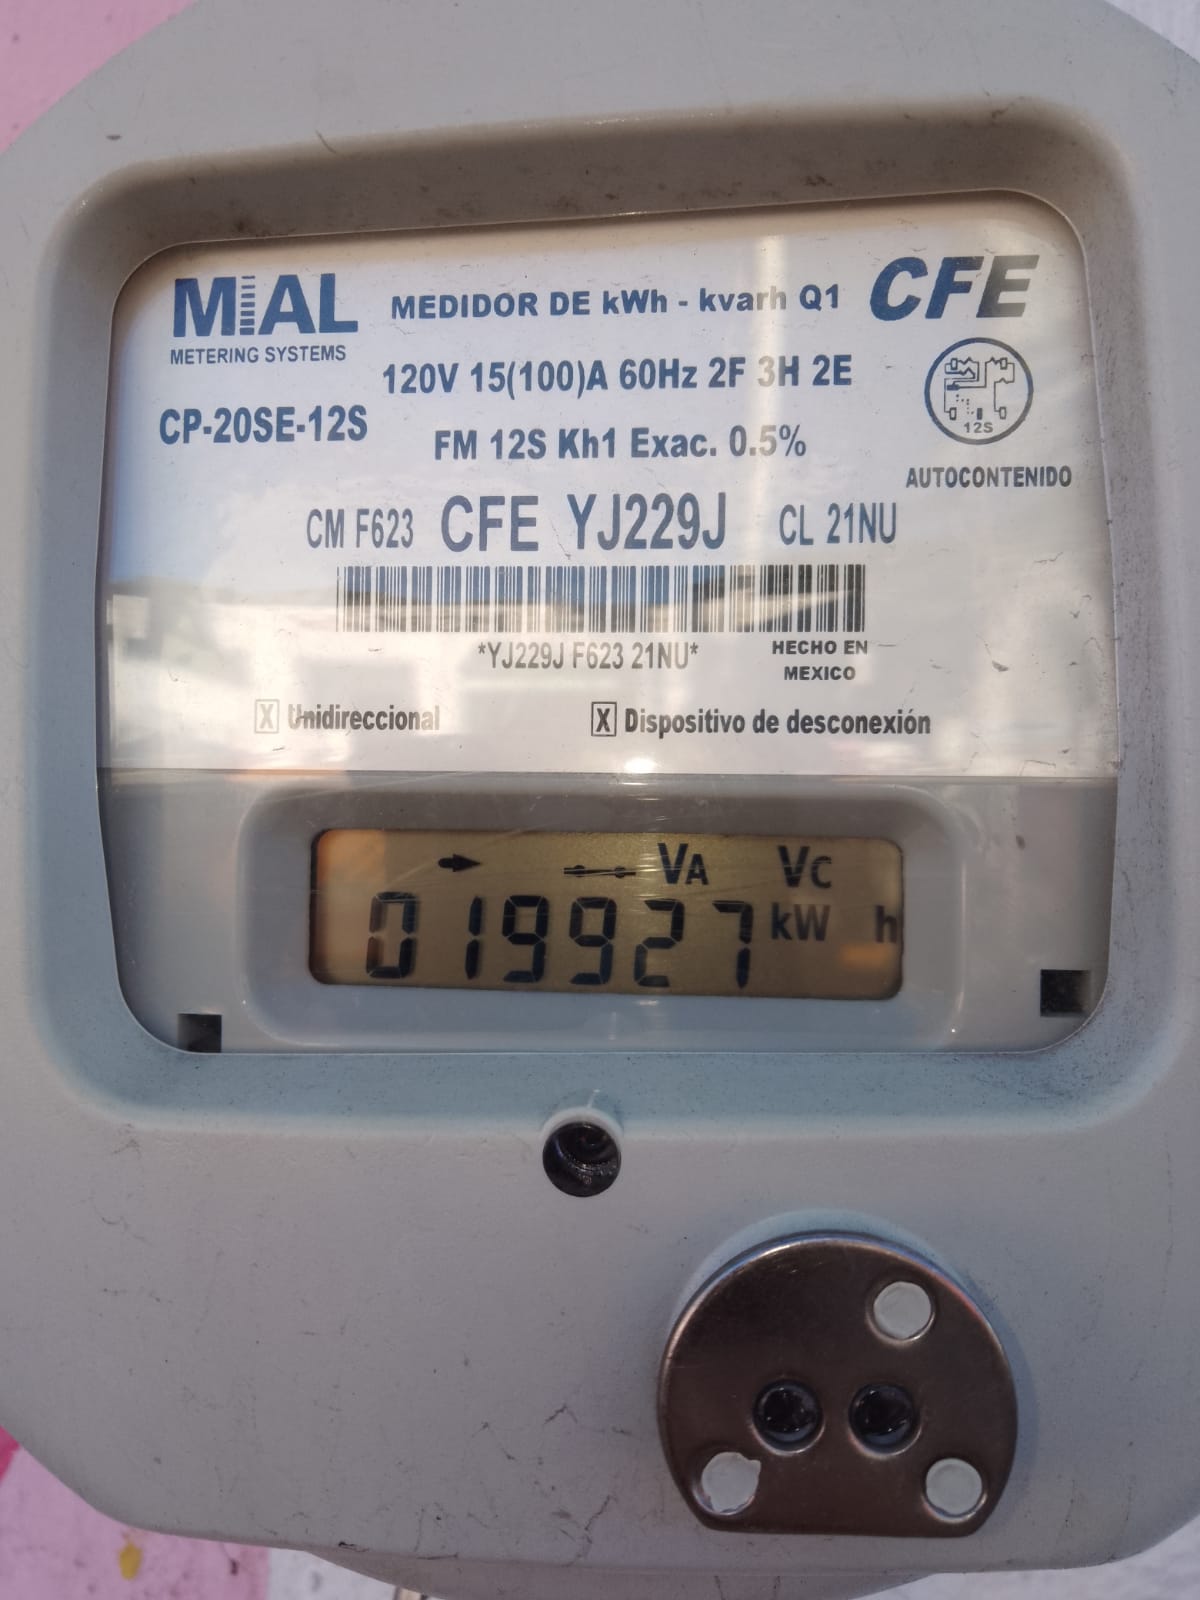 MIAL
METERING SYSTEMS
MEDIDOR DE kWh - kvarh Q1
CFE
120V 15(100)A 60Hz 2F 3H 2E
CP-20SE-12S
FM 12S Kh1 Exac. 0.5%
12S
AUTOCONTENIDO
CM F623 CFE YJ229J CL 21NU
*YJ229J F623 21NU*
HECHO EN
MEXICO
X Unidireccional
X Dispositivo de desconexión
VA VC
019927 kW h